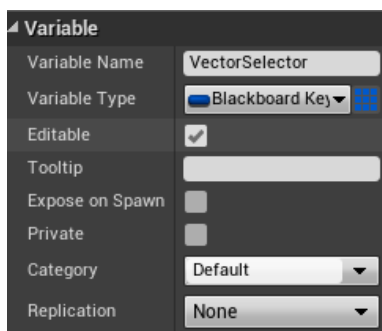 Variable
Variable Name VectorSelector
Variable Type Blackboard Key
Editable
Tooltip
Expose on Spawn
Private
Category Default
Replication None